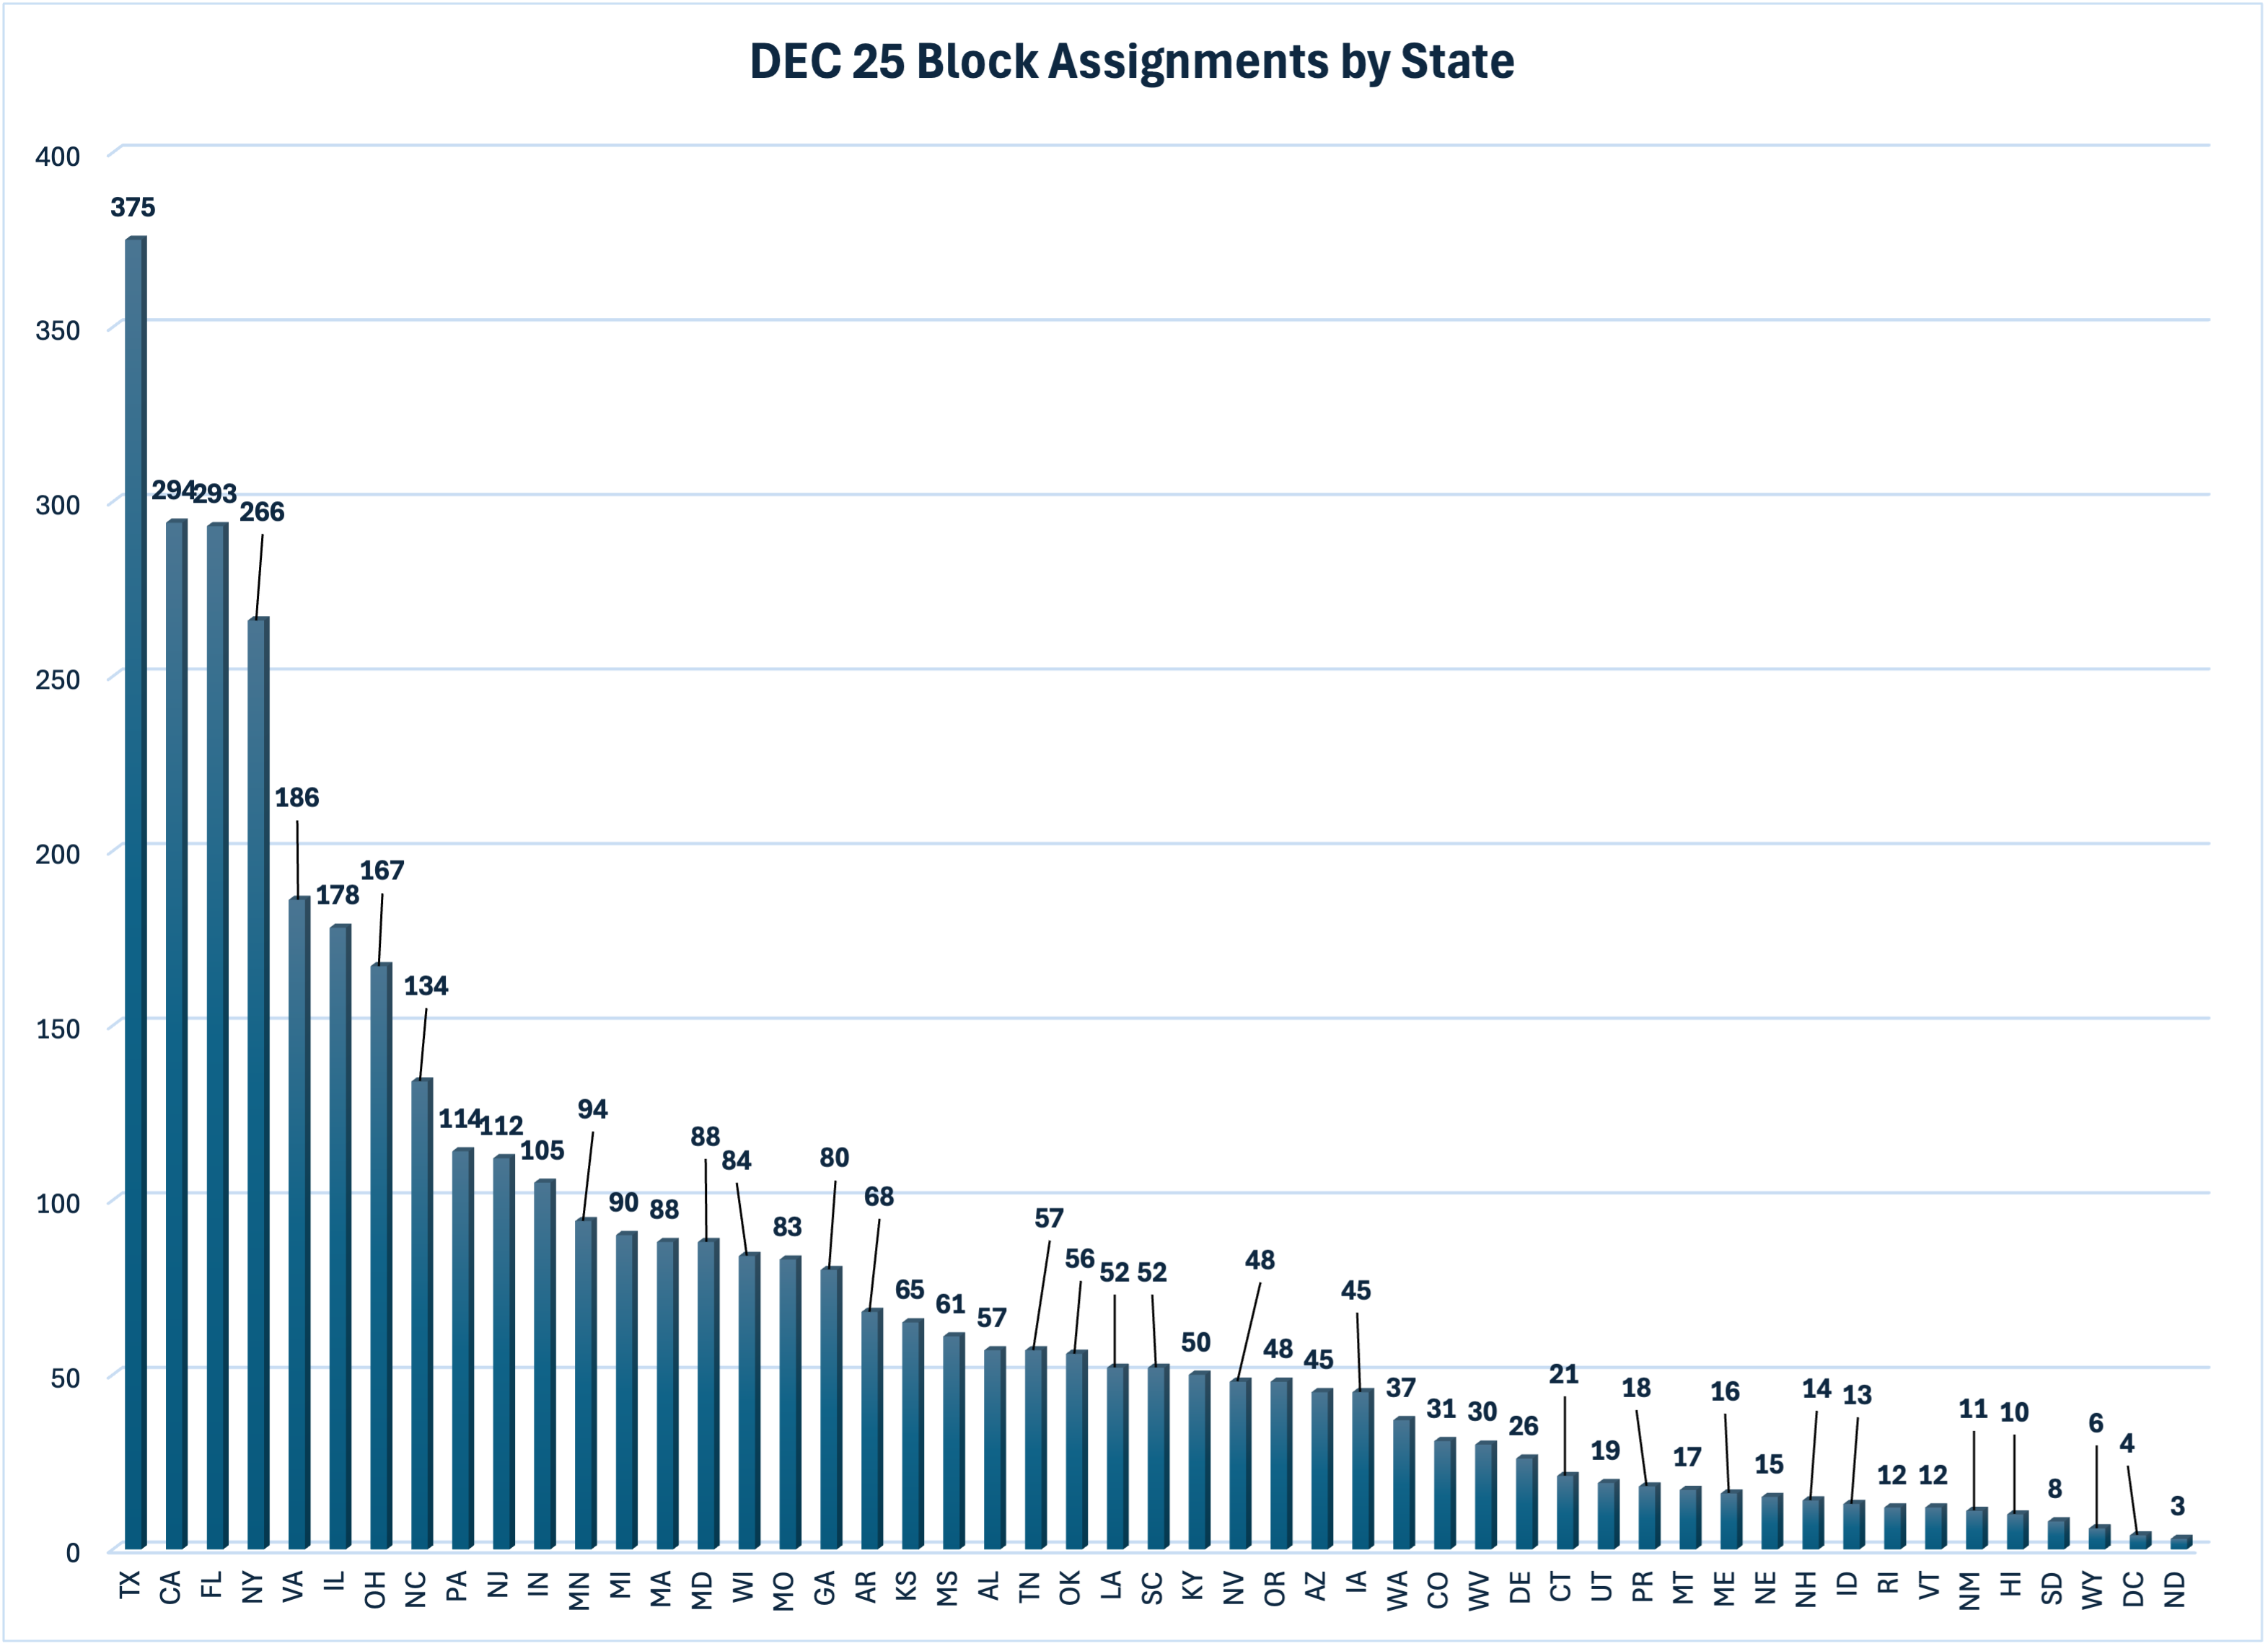 DEC 25 Block Assignments by State
400
350
300
250
200
150
100
50
0
375
294
293
266
186
178
167
134
114
112
105
94
90
88
88
84
83
80
68
65
61
57
57
56
52
52
50
48
48
45
45
37
31
30
26
21
19
18
17
16
15
14
13
12
12
11
10
8
6
4
3
TX
CA
FL
NY
VA
IL
OH
NC
PA
NJ
IN
MN
MI
MA
MD
WI
MO
GA
AR
KS
MS
AL
TN
OK
LA
SC
KY
NV
OR
AZ
IA
WA
CO
WV
DE
CT
UT
PR
MT
ME
NE
NH
ID
RI
VT
NM
HI
SD
WY
DC
ND